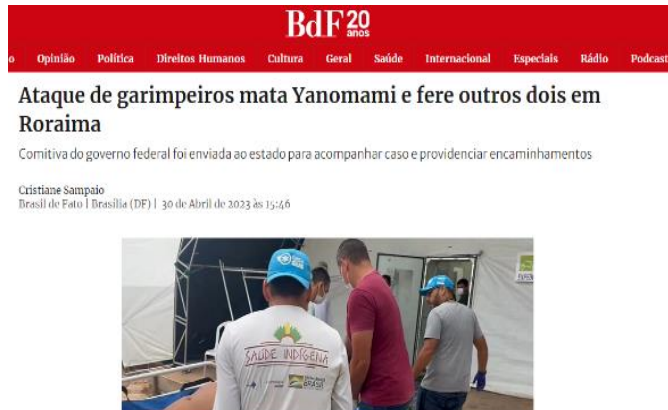 BdF 20 anos
o Opinião Política Direitos Humanos Cultura Geral Saúde Internacional Especiais Rádio Podcast
Ataque de garimpeiros mata Yanomami e fere outros dois em
Roraima
Comitiva do governo federal foi enviada ao estado para acompanhar caso e providenciar encaminhamentos
Cristiane Sampaio
Brasil de Fato | Brasília (DF) | 30 de Abril de 2023 às 15:46
SAÚDE INDÍGENA
BRASIL